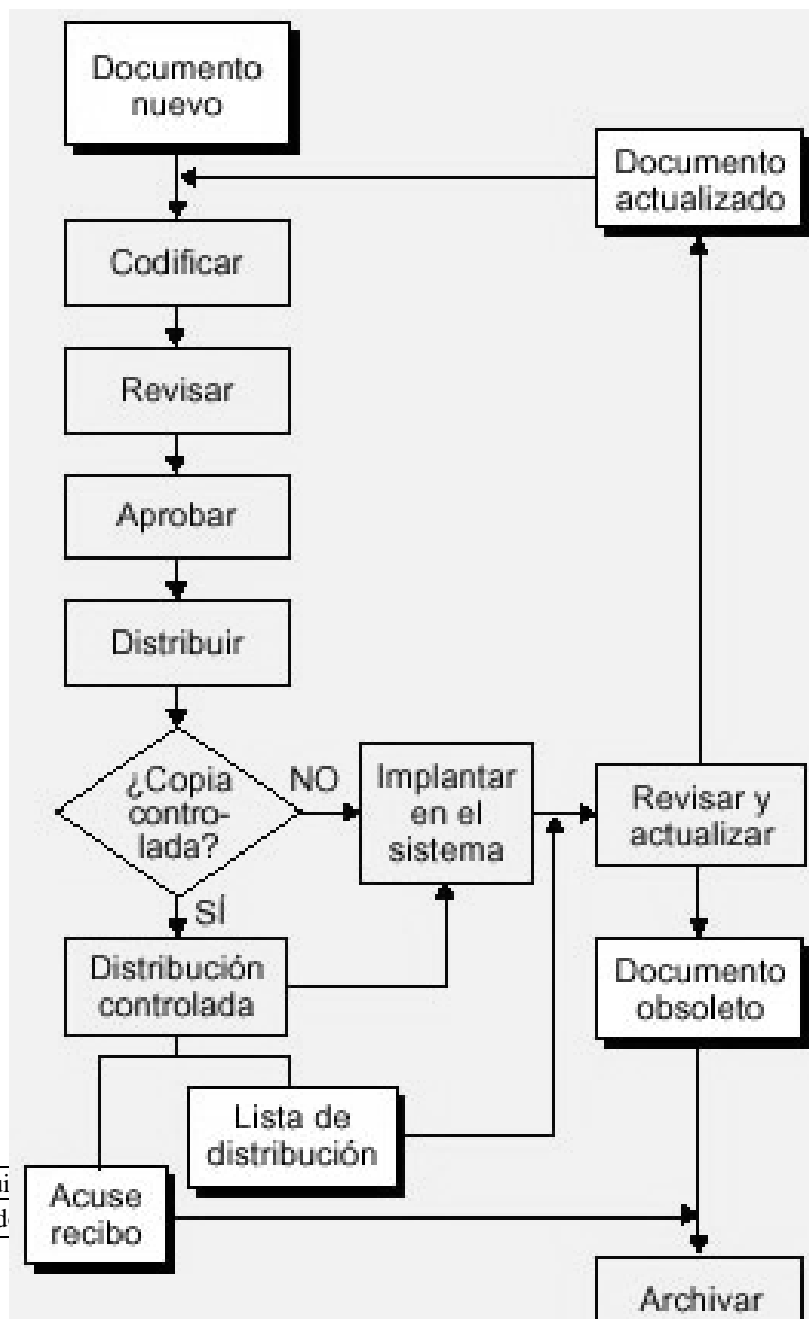 Documento
nuevo
Documento
actualizado
Codificar
Revisar
Aprobar
Distribuir
¿Copia
contro-
lada?
NO
Implantar
en el
sistema
Revisar y
actualizar
SÍ
Distribución
controlada
Documento
obsoleto
Lista de
distribución
Acuse
recibo
Archivar